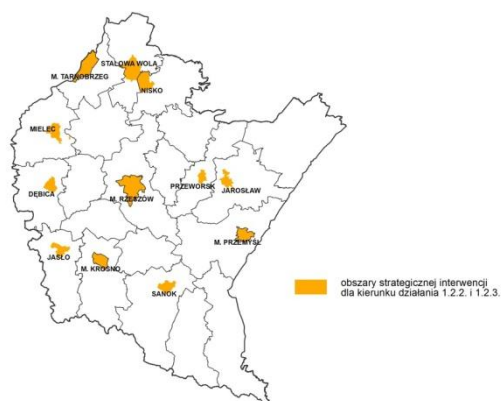 STALOWA WOLA
M. TARNOBRZEG
NISKO
MIELEC
PRZEWORSK
DĘBICA
JAROSŁAW
M. RZESZÓW
M. PRZEMYŚL
JASŁO
M. KROSNO
SANOK
obszary strategicznej interwencji
dla kierunku działania 1.2.2. i 1.2.3.